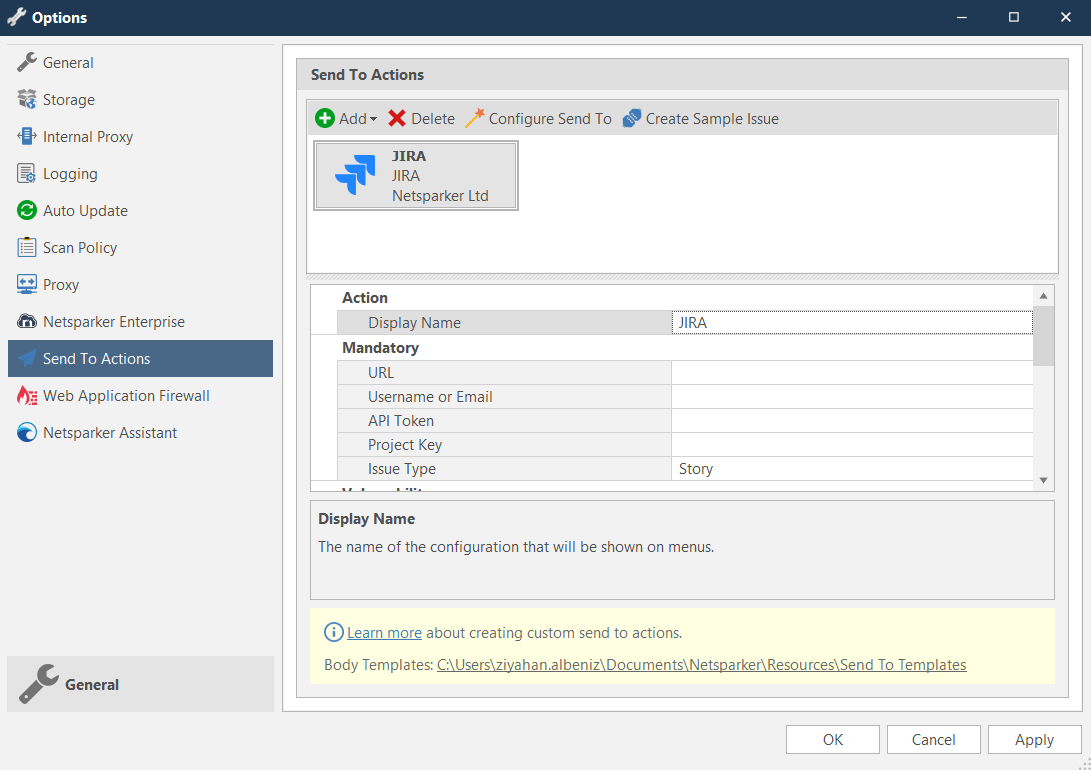 Options
General
Storage
Internal Proxy
Logging
Auto Update
Scan Policy
Proxy
Netsparker Enterprise
Send To Actions
Web Application Firewall
Netsparker Assistant
General
Send To Actions
Add Delete Configure Send To Create Sample Issue
JIRA
JIRA
Netsparker Ltd
Action
Display Name JIRA
Mandatory
URL
Username or Email
API Token
Project Key
Issue Type Story
Display Name
The name of the configuration that will be shown on menus.
Learn more about creating custom send to actions.
Body Templates: C:\Users\ziyahan.albeniz\Documents\Netsparker\Resources\Send To Templates
OK Cancel Apply